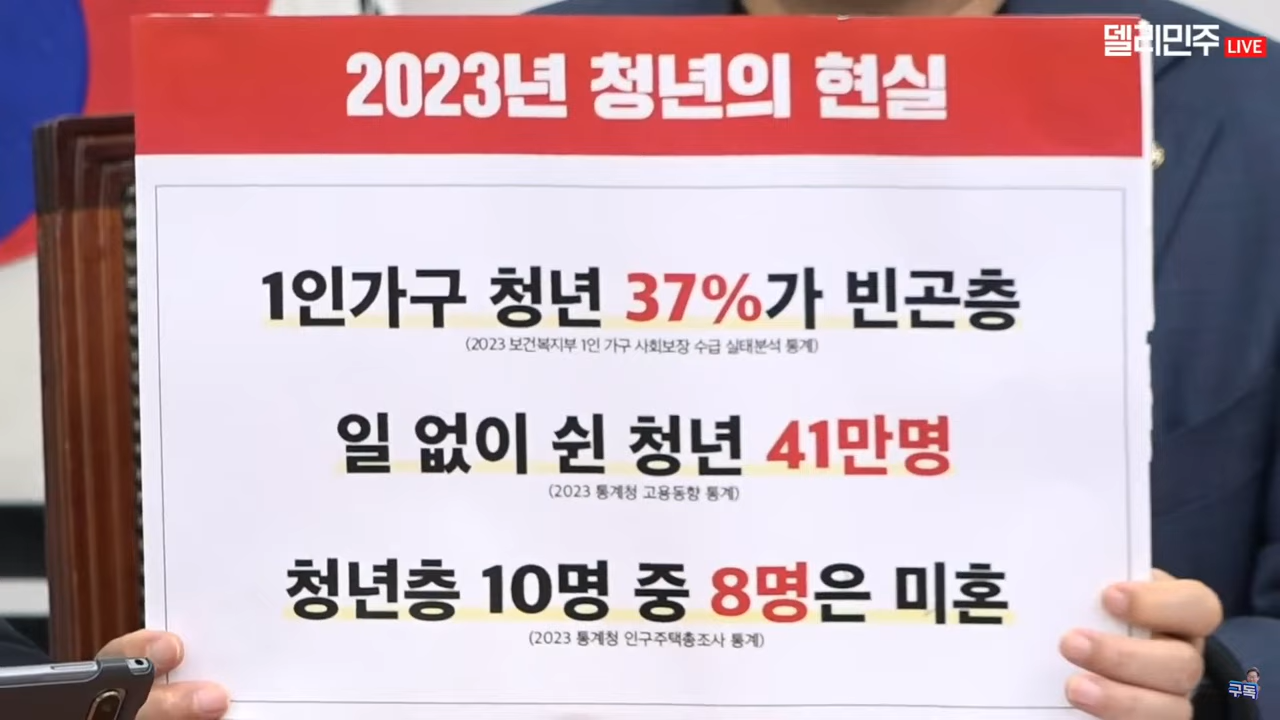 델리민주 LIVE
2023년 청년의 현실
1인가구 청년 37%가 빈곤층
(2023 보건복지부 1인 가구 사회보장 수급 실태분석 통계)
일 없이 쉰 청년 41만명
(2023 통계청 고용동향 통계)
청년층 10명 중 8명은 미혼
(2023 통계청 인구주택총조사 통계)
구독